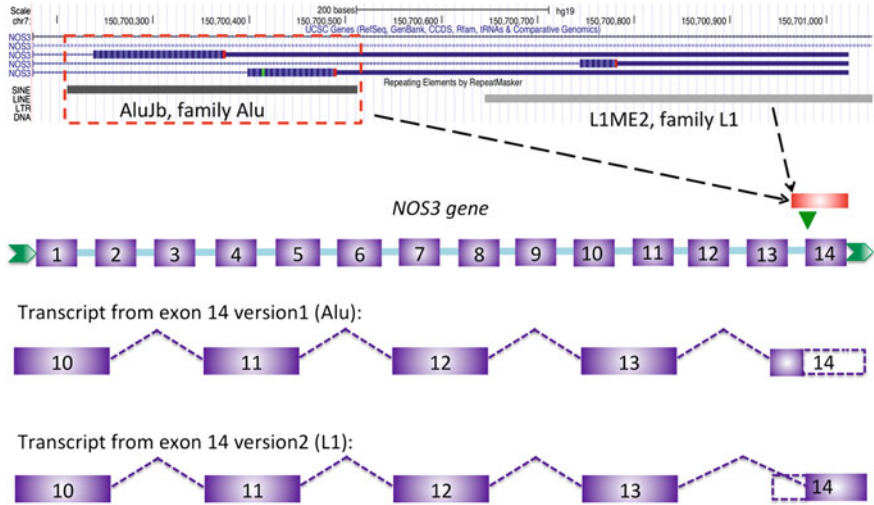 Scale 200 bases hg19
chr7: 150,700,300 150,700,400 150,700,500 150,700,600 150,700,700 150,700,800 150,700,900 150,701,000
UCSC Genes (RefSeq, GenBank, CCDS, Rfam, tRNAs & Comparative Genomics)
NOS3
NOS3
NOS3
NOS3
Repeating Elements by RepeatMasker
SINE
LINE
LTR
DNA
AluJb, family Alu
L1ME2, family L1
NOS3 gene
1 2 3 4 5 6 7 8 9 10 11 12 13 14
Transcript from exon 14 version1 (Alu):
10 11 12 13 14
Transcript from exon 14 version2 (L1):
10 11 12 13 14